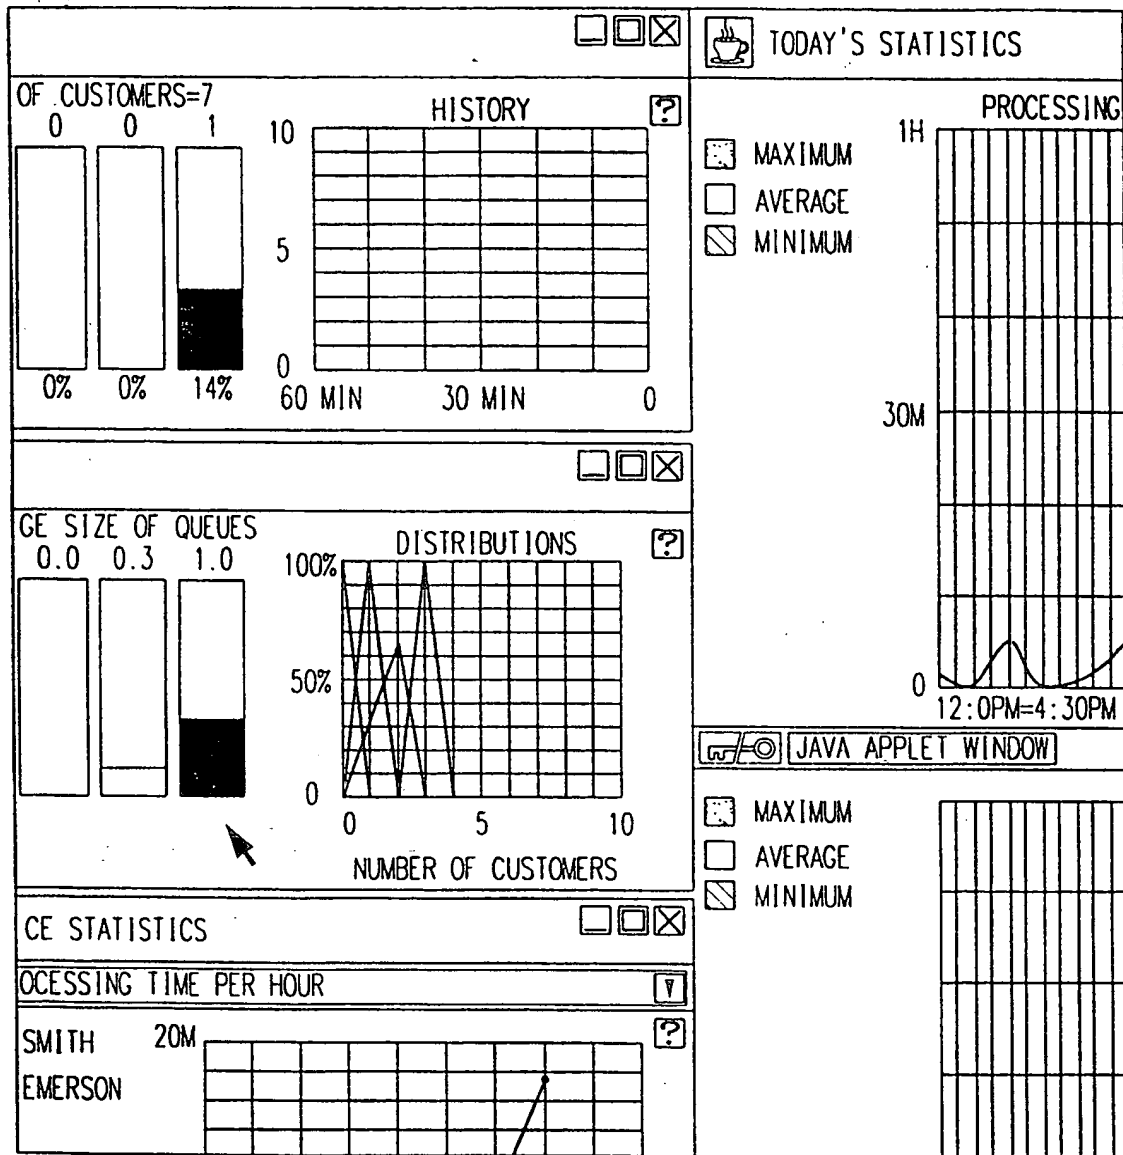 OF CUSTOMERS=7
0 0 1
0% 0% 14%
HISTORY
?
10
5
0
60 MIN 30 MIN 0
GE SIZE OF QUEUES
0.0 0.3 1.0
DISTRIBUTIONS
?
100%
50%
0
0 5 10
NUMBER OF CUSTOMERS
CE STATISTICS
OCESSING TIME PER HOUR
SMITH
EMERSON
20M
?
TODAY'S STATISTICS
PROCESSING
MAXIMUM
AVERAGE
MINIMUM
1H
30M
0
12:0PM=4:30PM
JAVA APPLET WINDOW
MAXIMUM
AVERAGE
MINIMUM